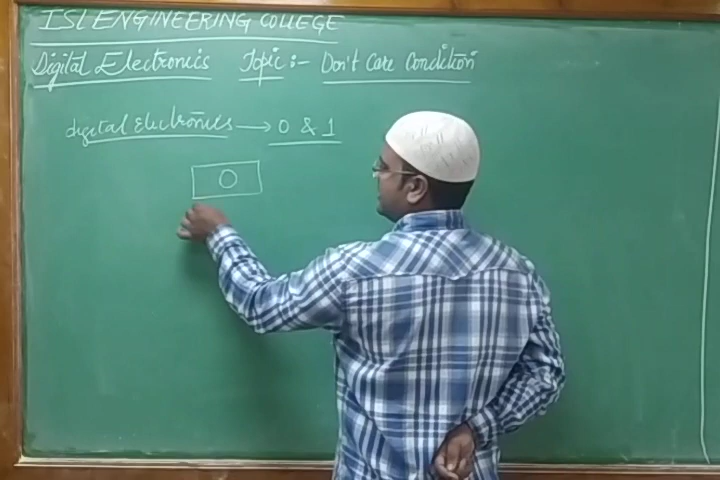 ISL ENGINEERING COLLEGE
Digital Electronics Topic:- Don't Care Condition
digital Electronics → 0 & 1
0